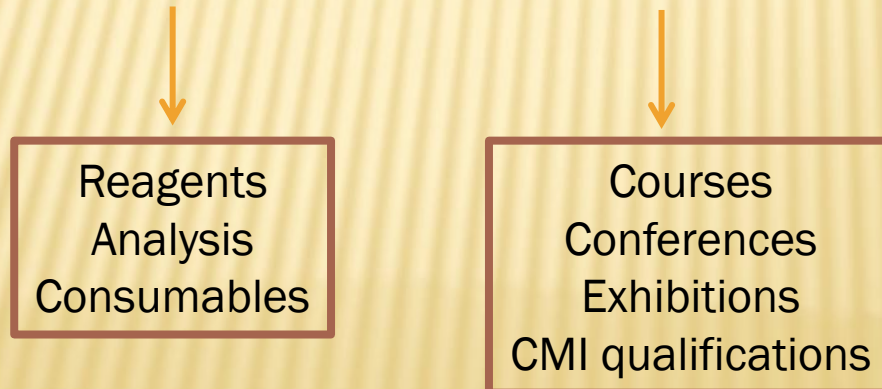 Reagents
Analysis
Consumables
Courses
Conferences
Exhibitions
CMI qualifications